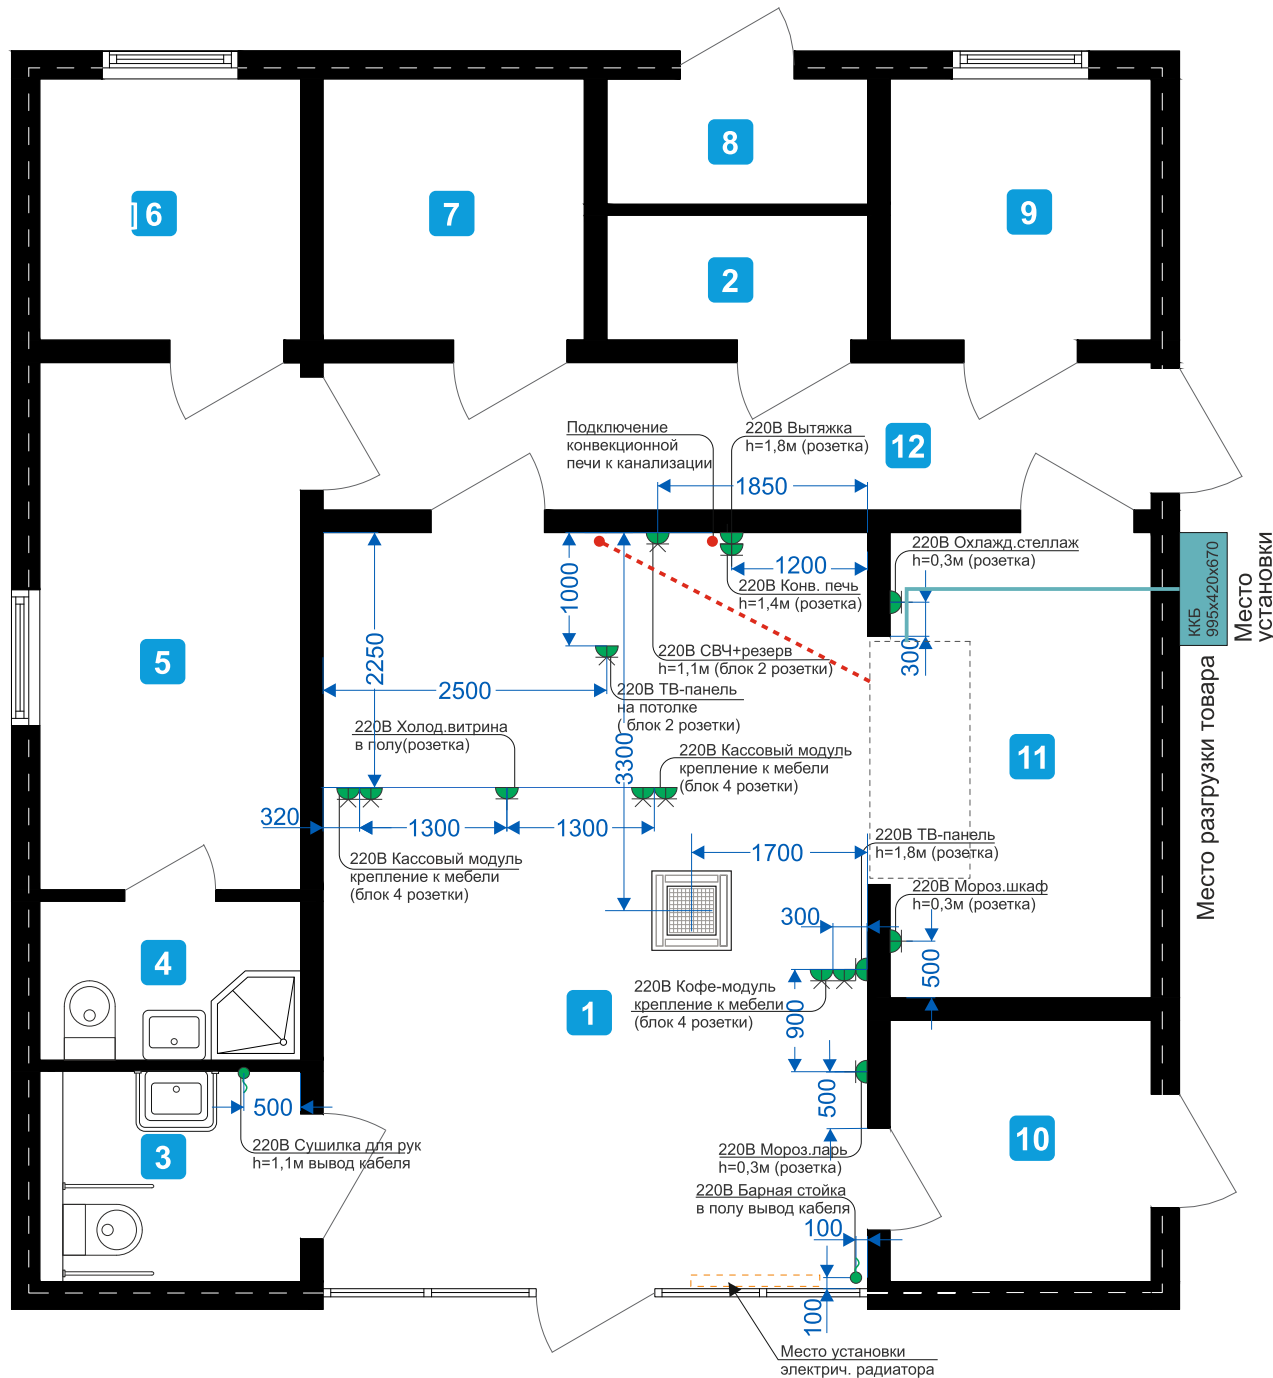 8
]6
7
9
2
Подключение
конвекционной
печи к канализации
220В Вытяжка
h=1,8м (розетка)
12
1850
220В Охлажд.стеллаж
h=0,3м (розетка)
1200
1000
220В Конв. печь
h=1,4м (розетка)
ККБ
995x420x670
Место
установки
300
5
2250
220В СВЧ+резерв
h=1,1м (блок 2 розетки)
2500
220В ТВ-панель
на потолке
( блок 2 розетки)
220В Холод.витрина
в полу(розетка)
3300
220В Кассовый модуль
крепление к мебели
(блок 4 розетки)
11
Место разгрузки товара
320
1300
1300
220В ТВ-панель
h=1,8м (розетка)
1700
220В Кассовый модуль
крепление к мебели
(блок 4 розетки)
220В Мороз.шкаф
h=0,3м (розетка)
300
4
500
220В Кофе-модуль
крепление к мебели
(блок 4 розетки)
1
900
500
500
10
220В Сушилка для рук
h=1,1м вывод кабеля
3
220В Мороз.ларь
h=0,3м (розетка)
220В Барная стойка
в полу вывод кабеля
100
100
Место установки
электрич. радиатора